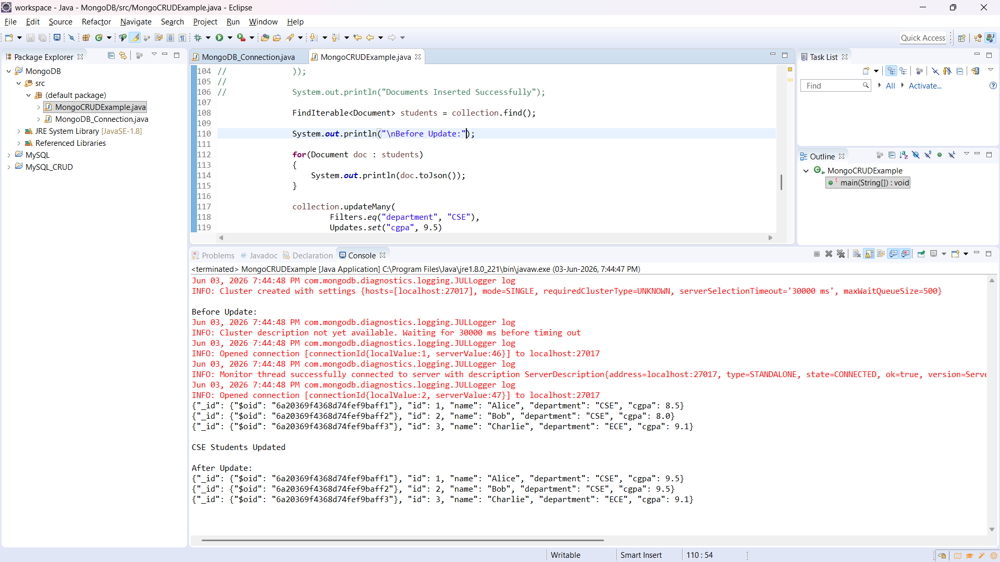 workspace - Java - MongoDB/src/MongoCRUDExample.java - Eclipse
File Edit Source Refactor Navigate Search Project Run Window Help
Quick Access
Package Explorer
MongoDB
src
(default package)
MongoCRUDExample.java
MongoDB_Connection.java
JRE System Library [JavaSE-1.8]
Referenced Libraries
MySQL
MySQL_CRUD
MongoDB_Connection.java MongoCRUDExample.java
104 // ));
105 //
106 // System.out.println("Documents Inserted Successfully");
107
108 FindIterable<Document> students = collection.find();
109
110 System.out.println("\nBefore Update:");
111
112 for(Document doc : students)
113 {
114 System.out.println(doc.toJson());
115 }
116
117 collection.updateMany(
118 Filters.eq("department", "CSE"),
119 Updates.set("cgpa", 9.5)
Task List
Find All Activate...
Outline
MongoCRUDExample
main(String[]) : void
Problems @ Javadoc Declaration Console
<terminated> MongoCRUDExample [Java Application] C:\Program Files\Java\jre1.8.0_221\bin\javaw.exe (03-Jun-2026, 7:44:47 PM)
Jun 03, 2026 7:44:48 PM com.mongodb.diagnostics.logging.JULLogger log
INFO: Cluster created with settings {hosts=[localhost:27017], mode=SINGLE, requiredClusterType=UNKNOWN, serverSelectionTimeout='30000 ms', maxWaitQueueSize=500}
Before Update:
Jun 03, 2026 7:44:48 PM com.mongodb.diagnostics.logging.JULLogger log
INFO: Cluster description not yet available. Waiting for 30000 ms before timing out
Jun 03, 2026 7:44:48 PM com.mongodb.diagnostics.logging.JULLogger log
INFO: Opened connection [connectionId{localValue:1, serverValue:46}] to localhost:27017
Jun 03, 2026 7:44:48 PM com.mongodb.diagnostics.logging.JULLogger log
INFO: Monitor thread successfully connected to server with description ServerDescription{address=localhost:27017, type=STANDALONE, state=CONNECTED, ok=true, version=Serve
Jun 03, 2026 7:44:48 PM com.mongodb.diagnostics.logging.JULLogger log
INFO: Opened connection [connectionId{localValue:2, serverValue:47}] to localhost:27017
{"_id": {"$oid": "6a20369f4368d74fef9baff1"}, "id": 1, "name": "Alice", "department": "CSE", "cgpa": 8.5}
{"_id": {"$oid": "6a20369f4368d74fef9baff2"}, "id": 2, "name": "Bob", "department": "CSE", "cgpa": 8.0}
{"_id": {"$oid": "6a20369f4368d74fef9baff3"}, "id": 3, "name": "Charlie", "department": "ECE", "cgpa": 9.1}
CSE Students Updated
After Update:
{"_id": {"$oid": "6a20369f4368d74fef9baff1"}, "id": 1, "name": "Alice", "department": "CSE", "cgpa": 9.5}
{"_id": {"$oid": "6a20369f4368d74fef9baff2"}, "id": 2, "name": "Bob", "department": "CSE", "cgpa": 9.5}
{"_id": {"$oid": "6a20369f4368d74fef9baff3"}, "id": 3, "name": "Charlie", "department": "ECE", "cgpa": 9.1}
Writable Smart Insert 110 : 54